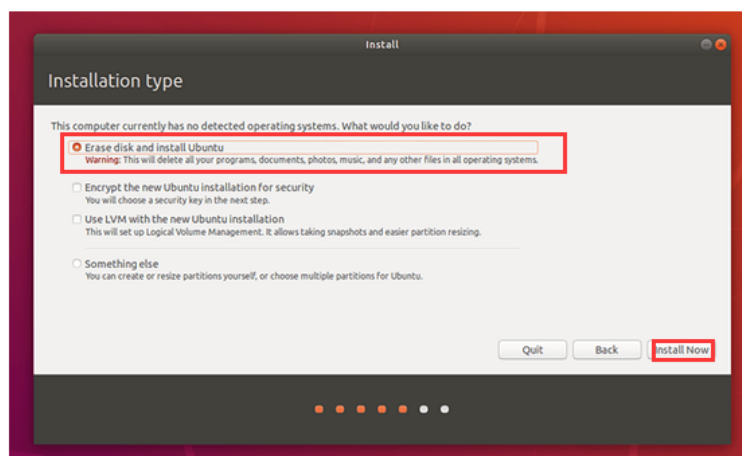 Install
Installation type
This computer currently has no detected operating systems. What would you like to do?
Erase disk and install Ubuntu
Warning: This will delete all your programs, documents, photos, music, and any other files in all operating systems.
Encrypt the new Ubuntu installation for security
You will choose a security key in the next step.
Use LVM with the new Ubuntu installation
This will set up Logical Volume Management. It allows taking snapshots and easier partition resizing.
Something else
You can create or resize partitions yourself, or choose multiple partitions for Ubuntu.
Quit
Back
Install Now